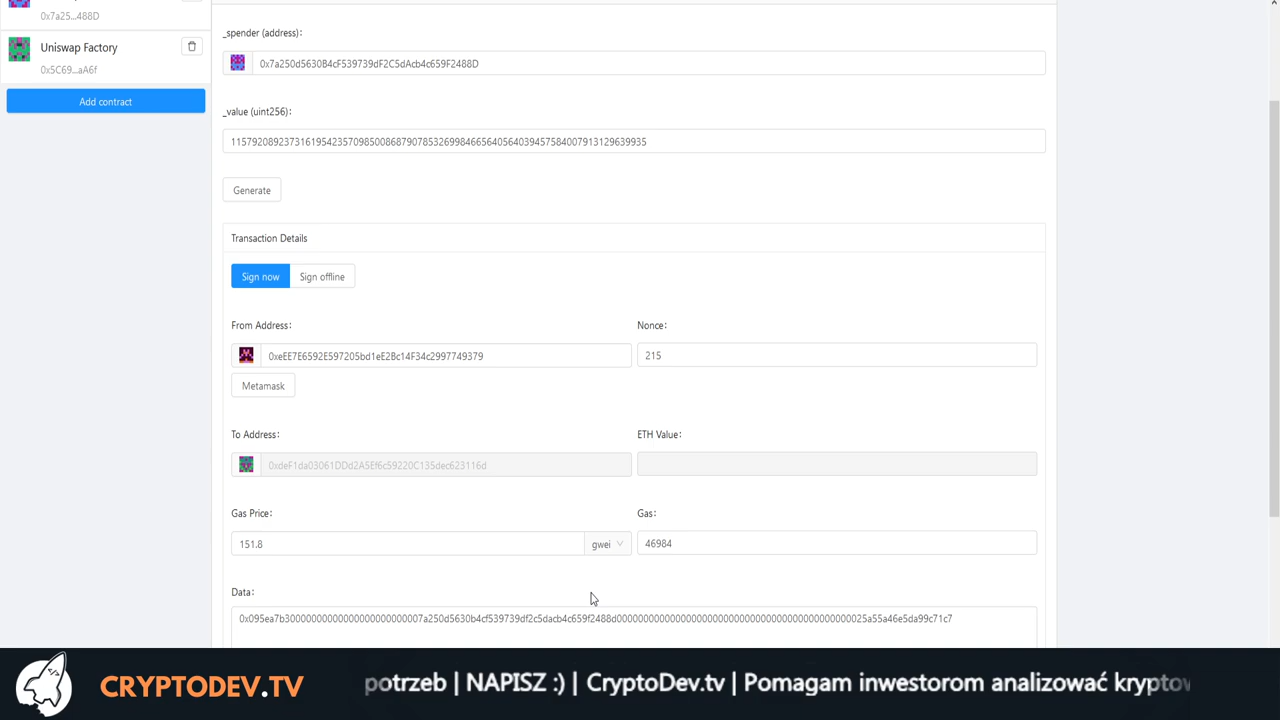 0x7a25...488D
Uniswap Factory
0x5C69...aA6f
Add contract
_spender (address):
0x7a250d5630B4cF539739dF2C5dAcb4c659F2488D
_value (uint256):
115792089237316195423570985008687907853269984665640564039457584007913129639935
Generate
Transaction Details
Sign now
Sign offline
From Address:
Nonce:
0xeEE7E6592E597205bd1eE2Bc14F34c2997749379
215
Metamask
To Address:
ETH Value:
0xdeF1da03061DDd2A5Ef6c59220C135dec623116d
Gas Price:
Gas:
151.8
gwei
46984
Data:
0x095ea7b30000000000000000000000007a250d5630b4cf539739df2c5dacb4c659f2488d00000000000000000000000000000000000000000000025a55a46e5da99c71c7
CRYPTODEV.TV
potrzeb | NAPISZ :) | CryptoDev.tv | Pomagam inwestorom analizować krypto